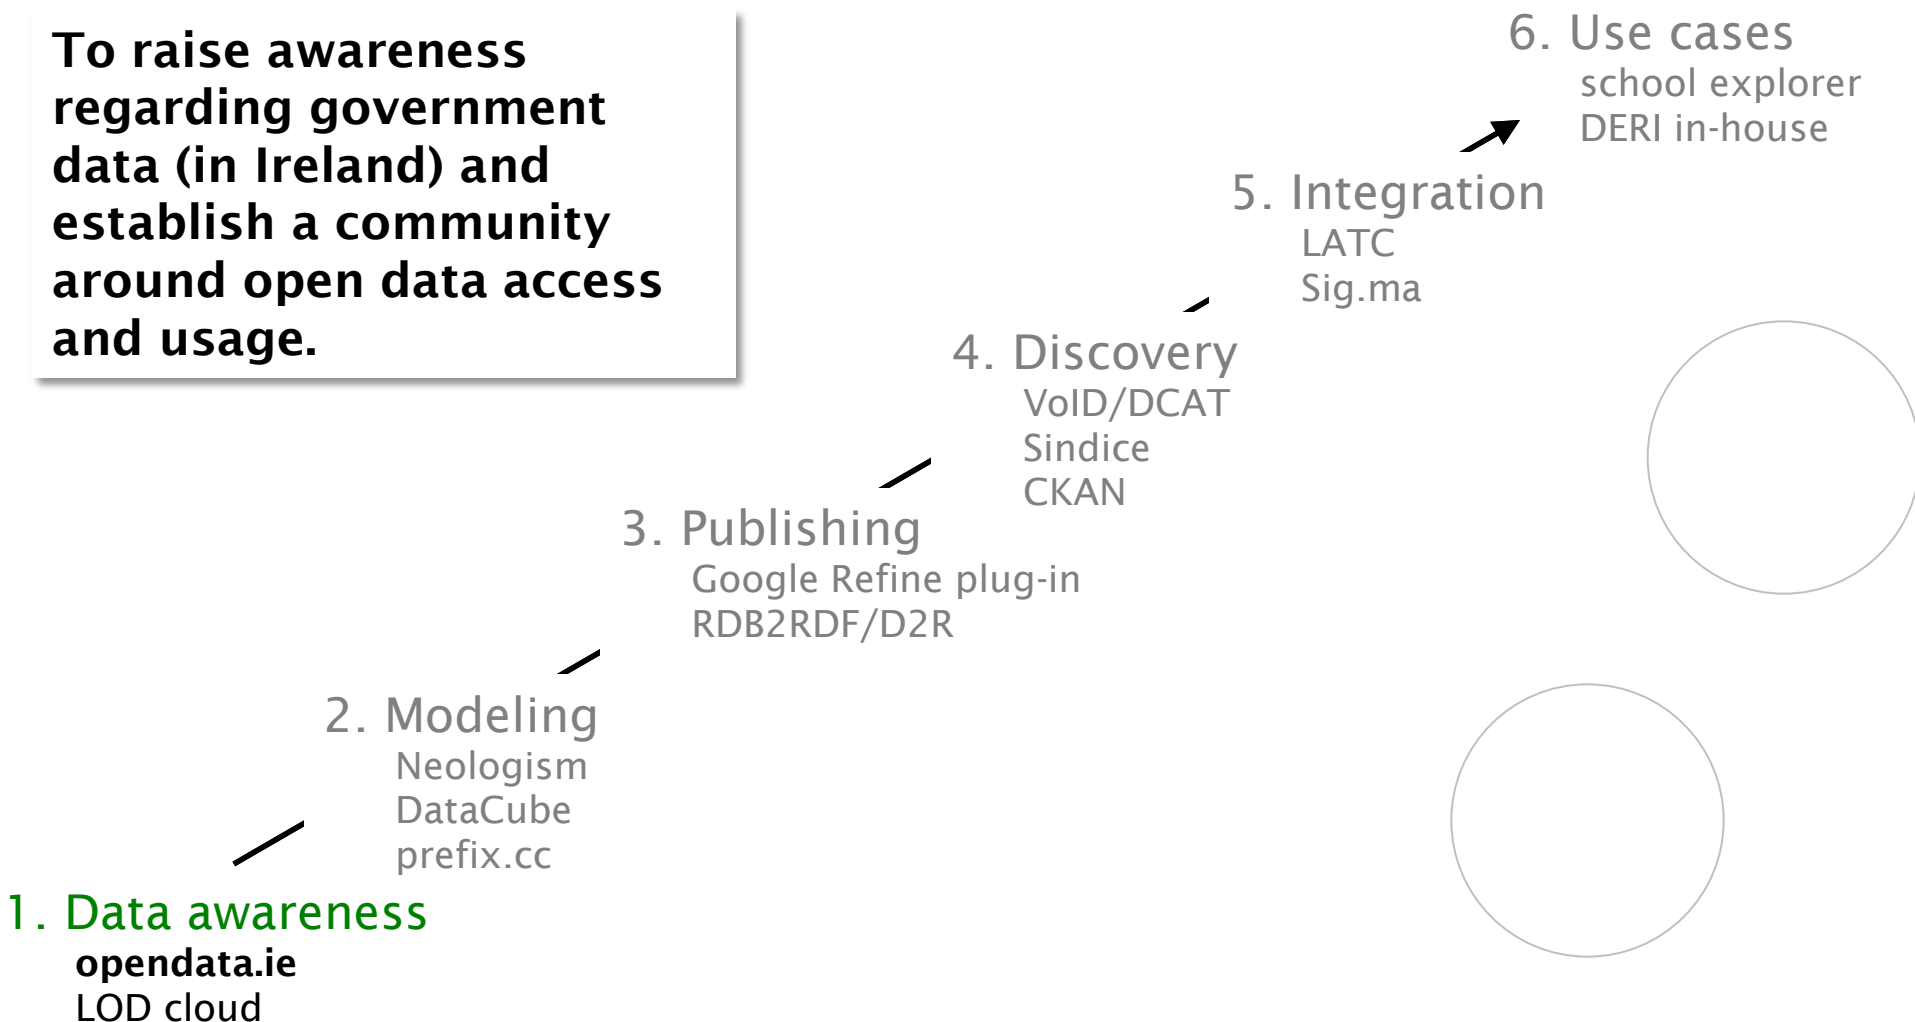 To raise awareness
regarding government
data (in Ireland) and
establish a community
around open data access
and usage.
6. Use cases
school explorer
DERI in-house
5. Integration
LATC
Sig.ma
4. Discovery
VoID/DCAT
Sindice
CKAN
3. Publishing
Google Refine plug-in
RDB2RDF/D2R
2. Modeling
Neologism
DataCube
prefix.cc
1. Data awareness
opendata.ie
LOD cloud